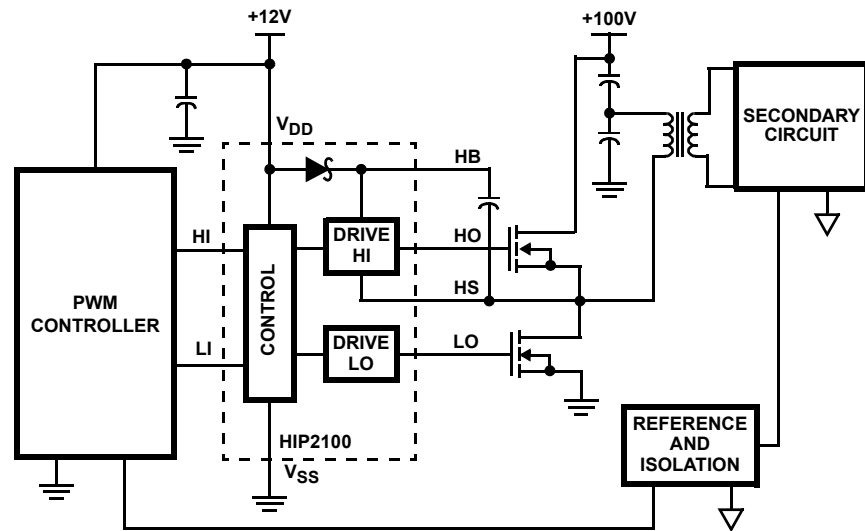 +12V
+100V
VDD
SECONDARY
CIRCUIT
HB
DRIVE
HI
HO
HI
HS
PWM
CONTROLLER
CONTROL
LI
DRIVE
LO
LO
REFERENCE
AND
ISOLATION
HIP2100
VSS